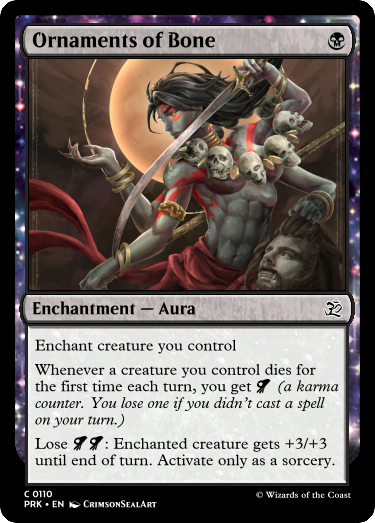 Ornaments of Bone
Enchantment — Aura
Enchant creature you control
Whenever a creature you control dies for
the first time each turn, you get (a karma
counter. You lose one if you didn't cast a spell
on your turn.)
Lose : Enchanted creature gets +3/+3
until end of turn. Activate only as a sorcery.
C 0110
PRK • EN CrimsonSealArt
© Wizards of the Coast